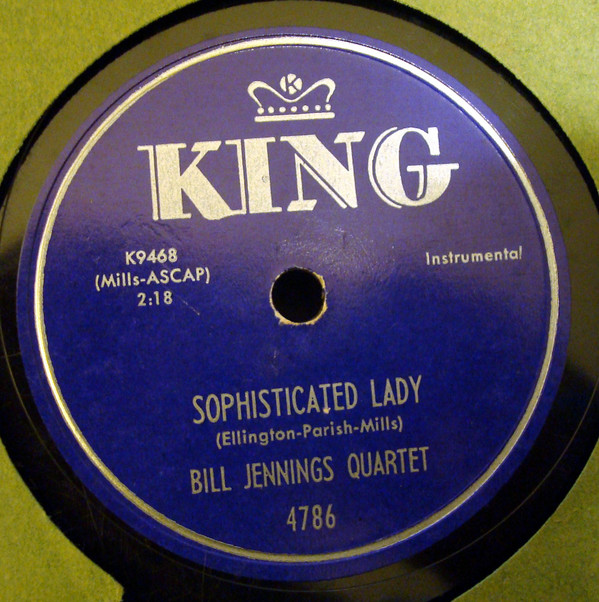 K
KING
K9468
(Mills-ASCAP)
2:18
Instrumental
SOPHISTICATED LADY
(Ellington-Parish-Mills)
BILL JENNINGS QUARTET
4786